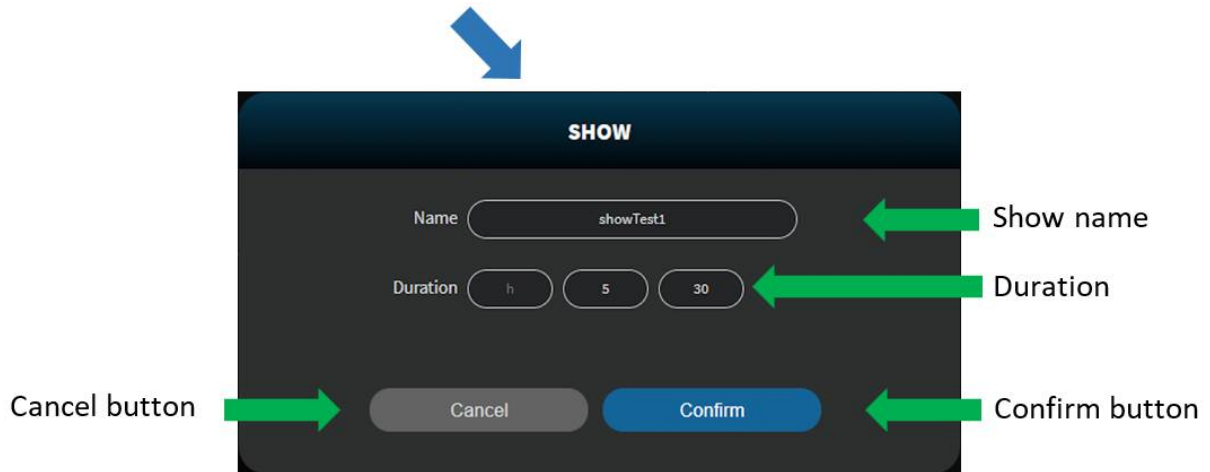 SHOW
Name showTest1 Show name
Duration h 5 30 Duration
Cancel button Cancel Confirm Confirm button